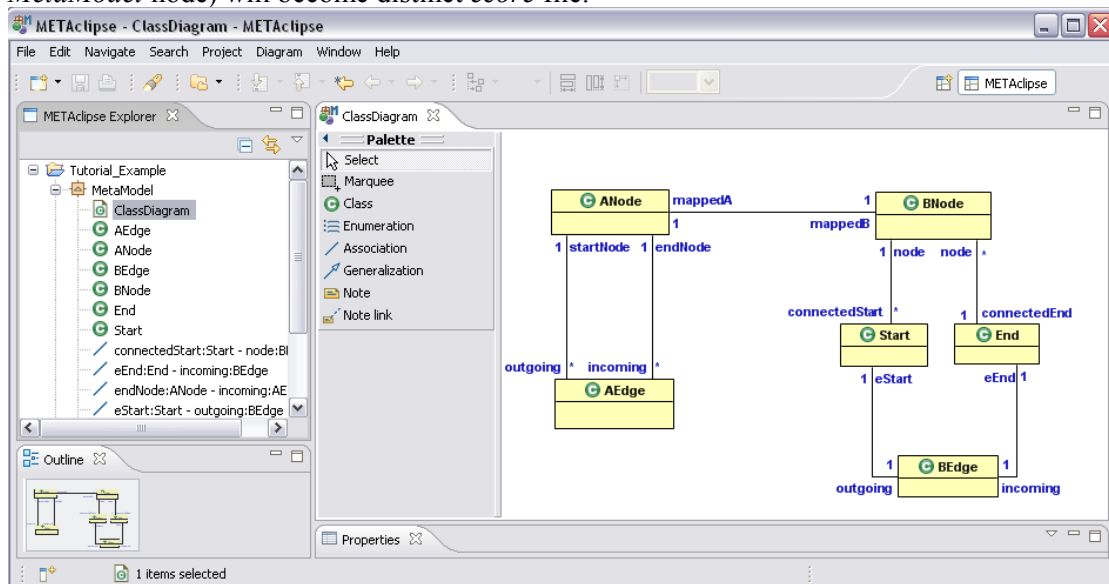 MetaModel node) will become distinct ecore file.
METAclipse - ClassDiagram - METAclipse
File Edit Navigate Search Project Diagram Window Help
METAclipse
METAclipse Explorer
Tutorial_Example
MetaModel
ClassDiagram
AEdge
ANode
BEdge
BNode
End
Start
connectedStart:Start - node:Bl
eEnd:End - incoming:BEdge
endNode:ANode - incoming:AE
eStart:Start - outgoing:BEdge
Outline
ClassDiagram
Palette
Select
Marquee
Class
Enumeration
Association
Generalization
Note
Note link
ANode mappedA 1 BNode
1 mappedB
1 startNode 1 endNode 1 node node *
connectedStart * 1 connectedEnd
Start End
outgoing * incoming * 1 eStart eEnd 1
AEdge
1 BEdge 1
outgoing incoming
Properties
1 items selected